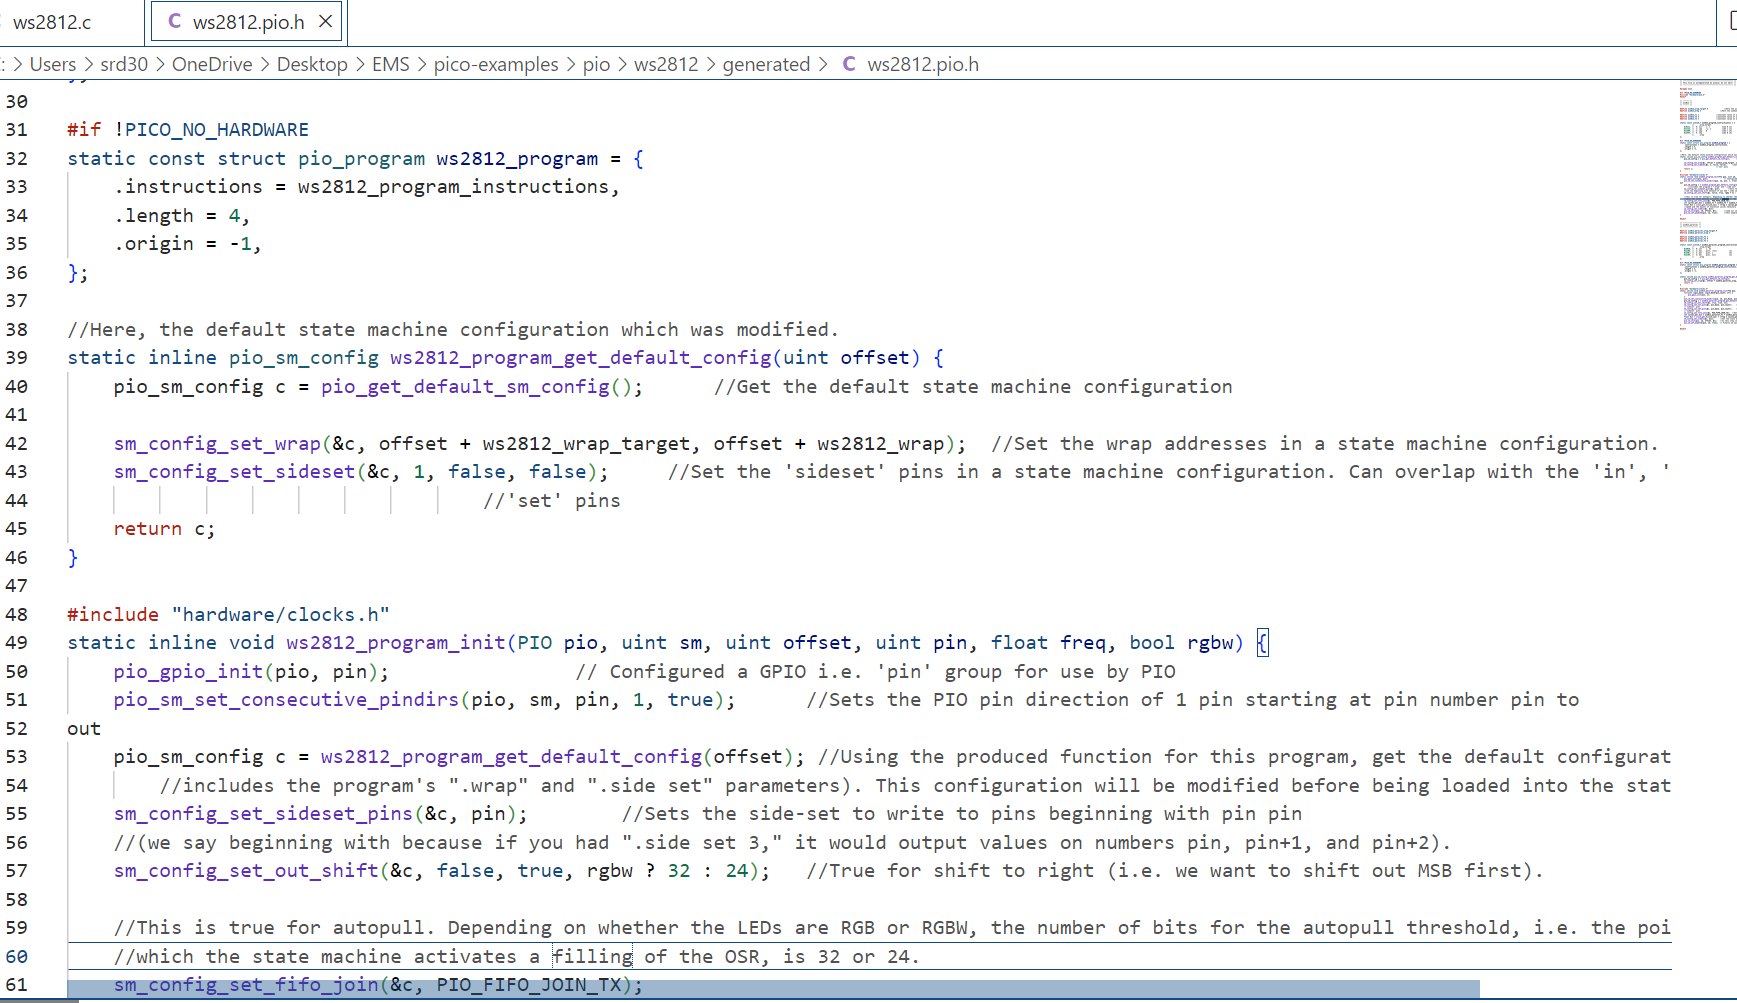 ws2812.c
C ws2812.pio.h ×
: > Users > srd30 > OneDrive > Desktop > EMS > pico-examples > pio > ws2812 > generated > C ws2812.pio.h
30
31 #if !PICO_NO_HARDWARE
32 static const struct pio_program ws2812_program = {
33 .instructions = ws2812_program_instructions,
34 .length = 4,
35 .origin = -1,
36 };
37
38 //Here, the default state machine configuration which was modified.
39 static inline pio_sm_config ws2812_program_get_default_config(uint offset) {
40 pio_sm_config c = pio_get_default_sm_config(); //Get the default state machine configuration
41
42 sm_config_set_wrap(&c, offset + ws2812_wrap_target, offset + ws2812_wrap); //Set the wrap addresses in a state machine configuration.
43 sm_config_set_sideset(&c, 1, false, false); //Set the 'sideset' pins in a state machine configuration. Can overlap with the 'in', '
44 //'set' pins
45 return c;
46 }
47
48 #include "hardware/clocks.h"
49 static inline void ws2812_program_init(PIO pio, uint sm, uint offset, uint pin, float freq, bool rgbw) {
50 pio_gpio_init(pio, pin); // Configured a GPIO i.e. 'pin' group for use by PIO
51 pio_sm_set_consecutive_pindirs(pio, sm, pin, 1, true); //Sets the PIO pin direction of 1 pin starting at pin number pin to
52 out
53 pio_sm_config c = ws2812_program_get_default_config(offset); //Using the produced function for this program, get the default configurat
54 //includes the program's ".wrap" and ".side set" parameters). This configuration will be modified before being loaded into the stat
55 sm_config_set_sideset_pins(&c, pin); //Sets the side-set to write to pins beginning with pin pin
56 //(we say beginning with because if you had ".side set 3," it would output values on numbers pin, pin+1, and pin+2).
57 sm_config_set_out_shift(&c, false, true, rgbw ? 32 : 24); //True for shift to right (i.e. we want to shift out MSB first).
58
59 //This is true for autopull. Depending on whether the LEDs are RGB or RGBW, the number of bits for the autopull threshold, i.e. the poi
60 //which the state machine activates a filling of the OSR, is 32 or 24.
61 sm_config_set_fifo_join(&c, PIO_FIFO_JOIN_TX);